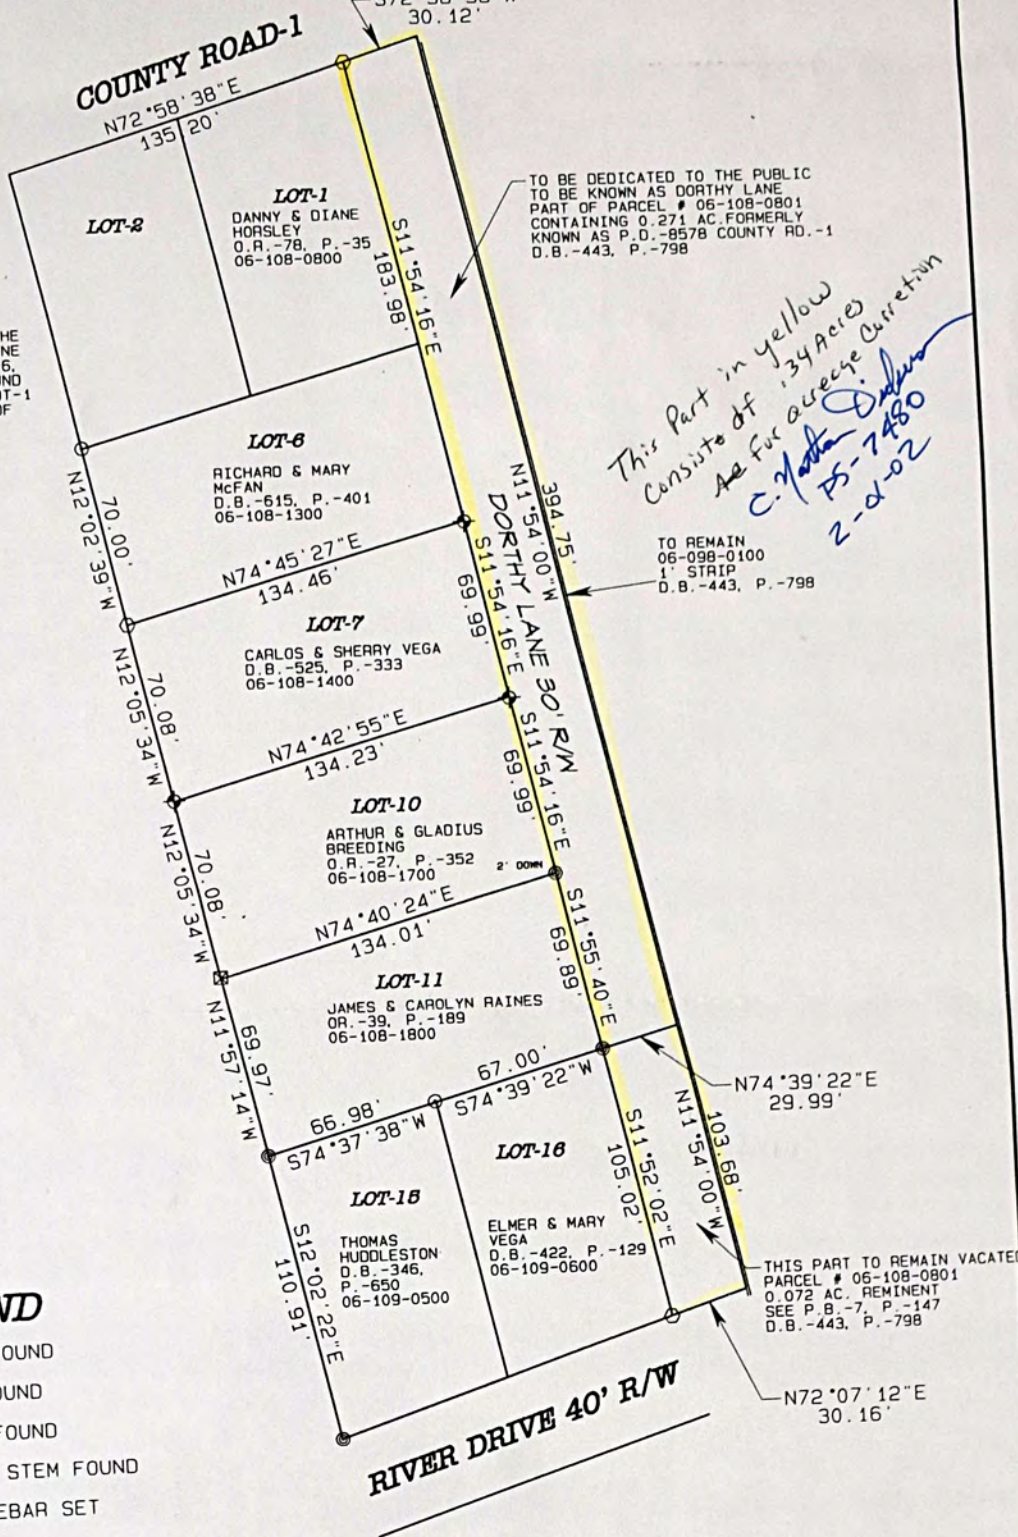 30.12'
COUNTY ROAD-1
N72°58'38"E
135.20'
LOT-2
LOT-1
DANNY & DIANE
HORSLEY
O.R.-78, P.-35
06-108-0800
S11°54'16"E
183.98'
TO BE DEDICATED TO THE PUBLIC
TO BE KNOWN AS DORTHY LANE
PART OF PARCEL # 06-108-0801
CONTAINING 0.271 AC.FORMERLY
KNOWN AS P.D.-8578 COUNTY RD.-1
D.B.-443, P.-798
HE
NE
6,
ND
OT-1
OF
This Part in yellow
Consists of .34 Acres
for acreage
PS-7480
LOT-6
RICHARD & MARY
McFAN
D.B.-615, P.-401
06-108-1300
N12°02'39"W
70.00'
N74°45'27"E
134.46'
N11°54'00"W
394.75'
DORTHY LANE 30' R/W
TO REMAIN
06-098-0100
1' STRIP
D.B.-443, P.-798
S11°54'16"E
69.99'
LOT-7
CARLOS & SHERRY VEGA
D.B.-525, P.-333
06-108-1400
N12°05'34"W
70.08'
N74°42'55"E
134.23'
S11°54'16"E
69.99'
LOT-10
ARTHUR & GLADIUS
BREEDING
O.R.-27, P.-352
06-108-1700
2' DOWN
N12°05'34"W
70.08'
N74°40'24"E
134.01'
S11°55'40"E
69.89'
LOT-11
JAMES & CAROLYN RAINES
OR.-39, P.-189
06-108-1800
N11°57'14"W
69.97'
66.98'
S74°37'38"W
67.00'
S74°39'22"W
N74°39'22"E
29.99'
N11°54'00"W
103.68'
S11°52'02"E
105.02'
LOT-16
ELMER & MARY
VEGA
D.B.-422, P.-129
06-109-0600
LOT-15
THOMAS
HUDDLESTON
D.B.-346,
P.-650
06-109-0500
S12°02'22"E
110.91'
THIS PART TO REMAIN VACATED
PARCEL # 06-108-0801
0.072 AC. REMINENT
SEE P.B.-7, P.-147
D.B.-443, P.-798
N72°07'12"E
30.16'
RIVER DRIVE 40' R/W
ND
OUND
OUND
FOUND
STEM FOUND
EBAR SET